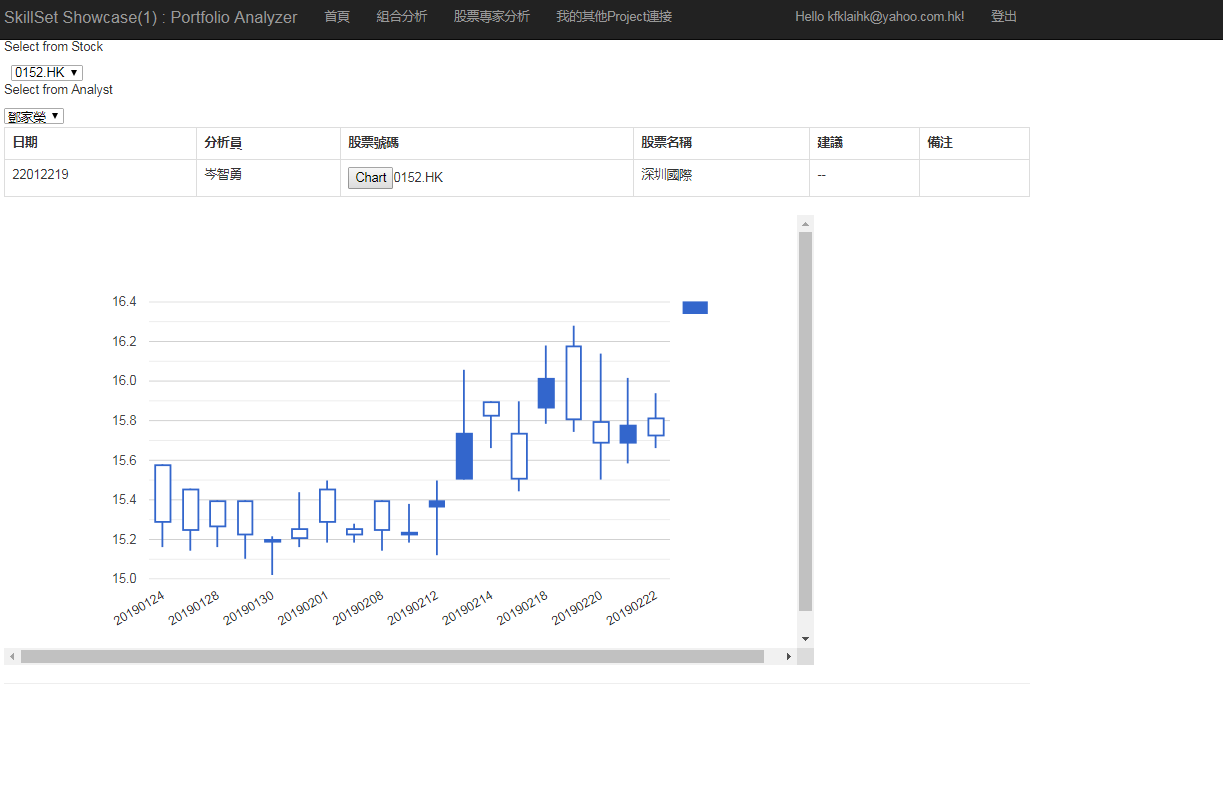 SkillSet Showcase(1) : Portfolio Analyzer 首頁 組合分析 股票專家分析 我的其他Project連接 Hello kfklaihk@yahoo.com.hk! 登出
Select from Stock
0152.HK
Select from Analyst
鄧家榮
日期 分析員 股票號碼 股票名稱 建議 備注
22012219 岑智勇 Chart 0152.HK 深圳國際 --
16.4
16.2
16.0
15.8
15.6
15.4
15.2
15.0
20190124 20190128 20190130 20190201 20190208 20190212 20190214 20190218 20190220 20190222